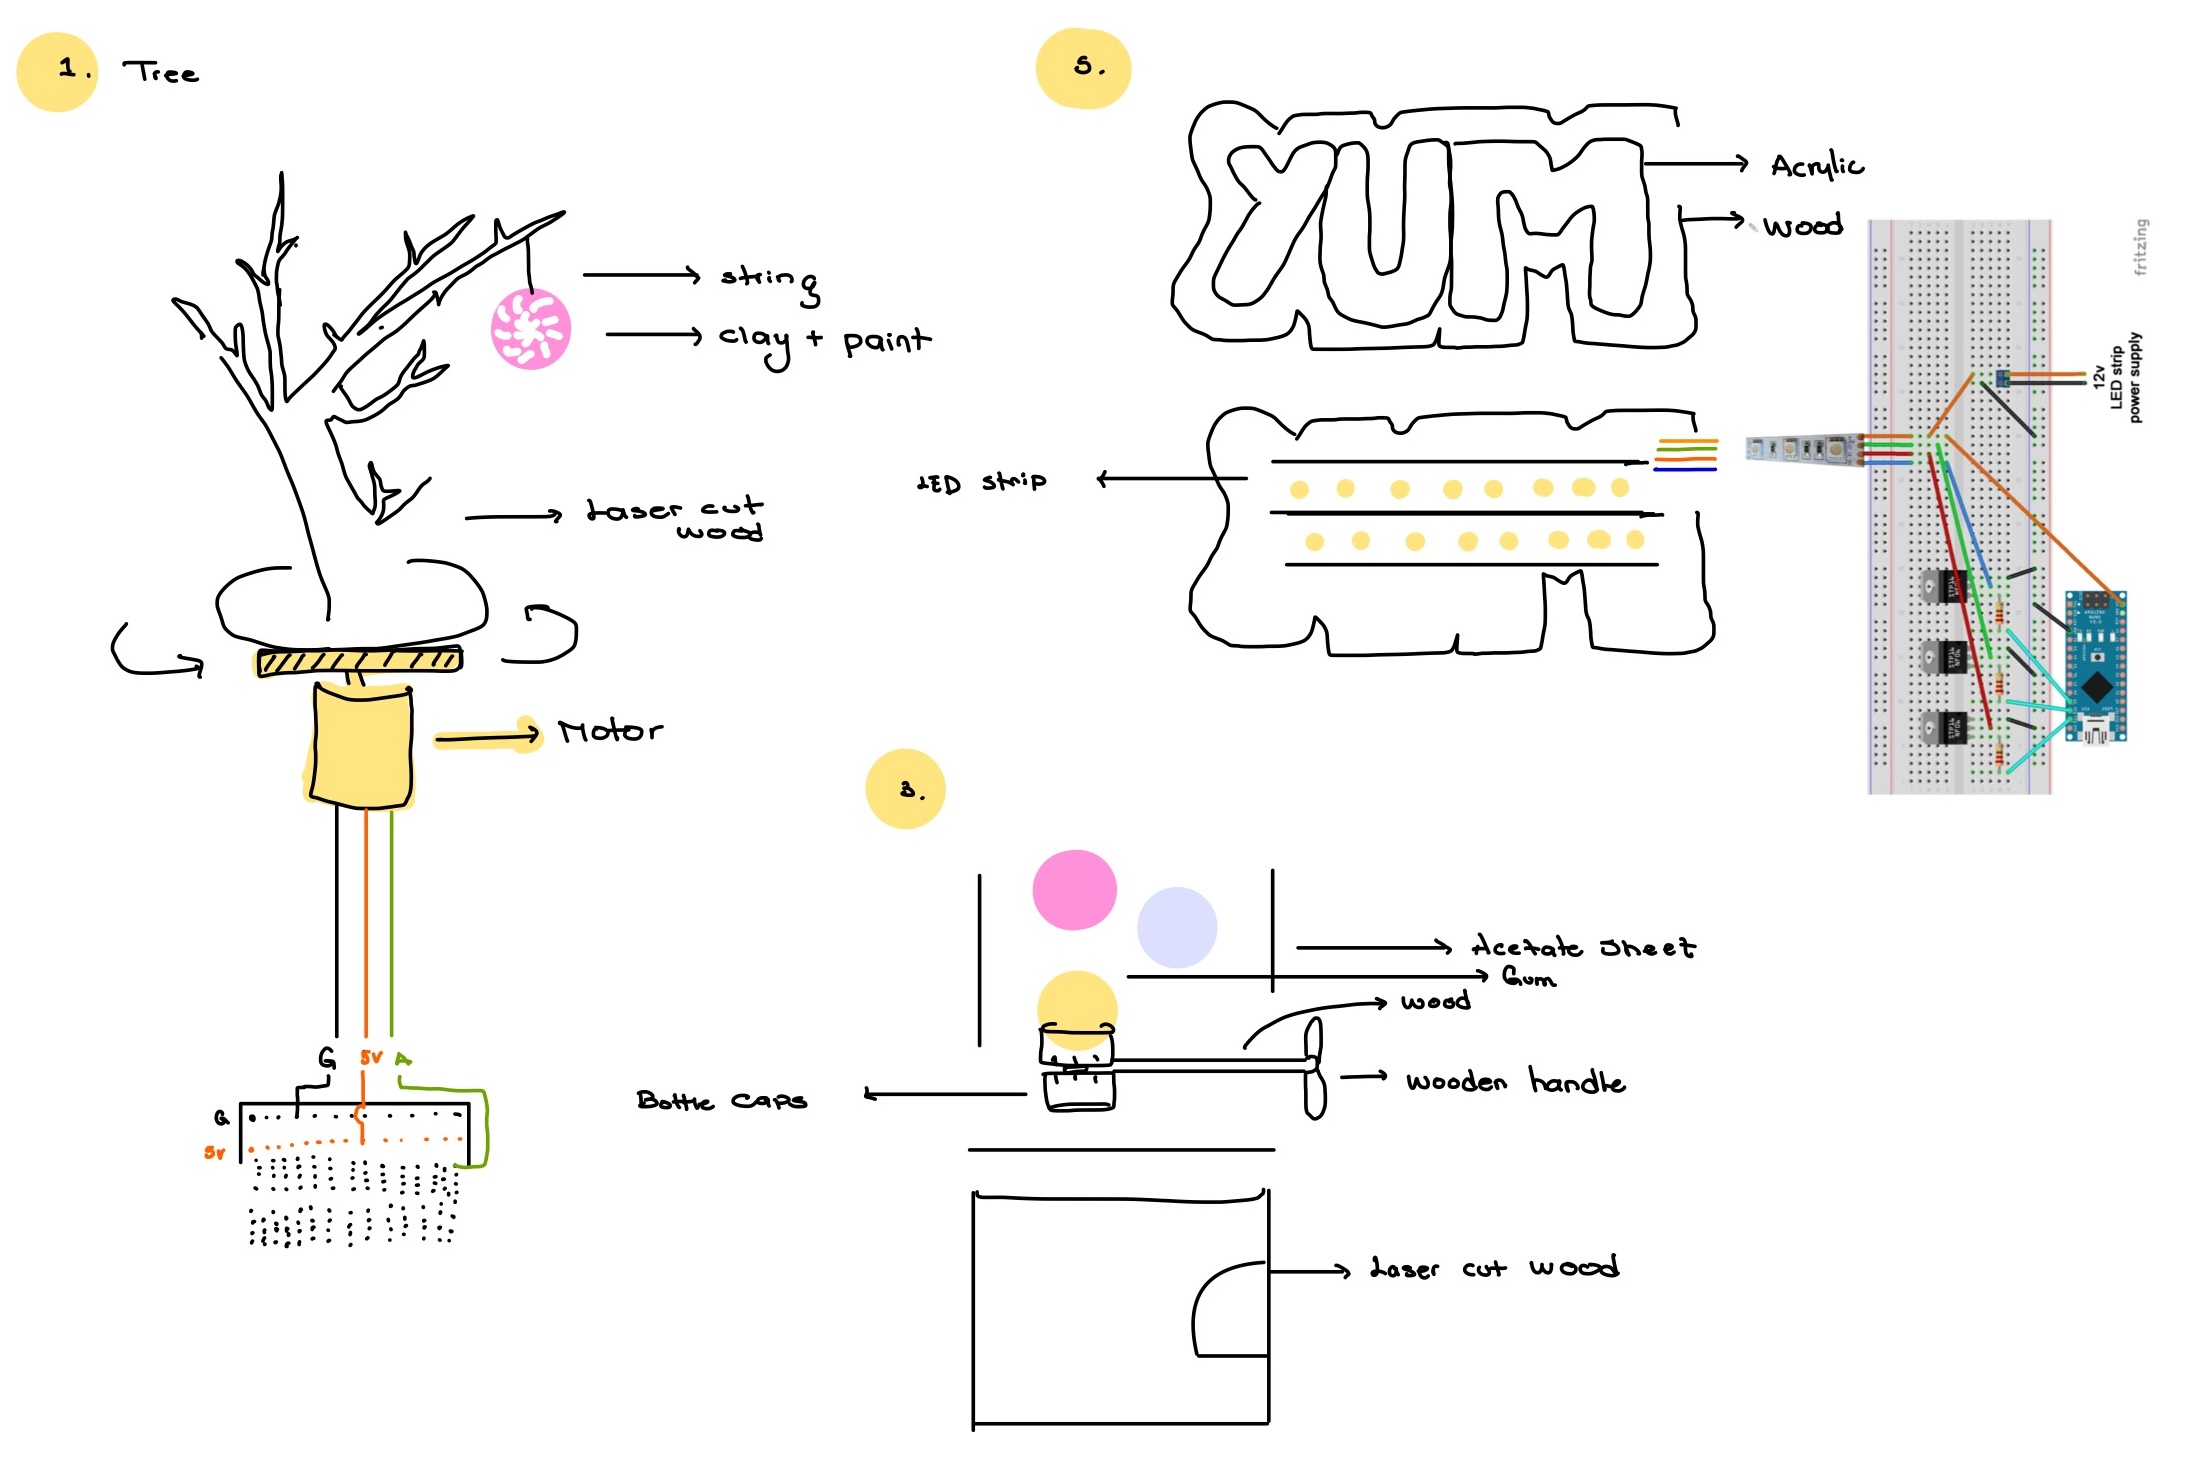 1. Tree
string
clay + paint
Laser cut
wood
Motor
G 5V A
G
5V
5.
YUM
Acrylic
Wood
LED strip
fritzing
12v
LED strip
power supply
3.
Acetate Sheet
Gum
wood
wooden handle
Bottle caps
Laser cut wood